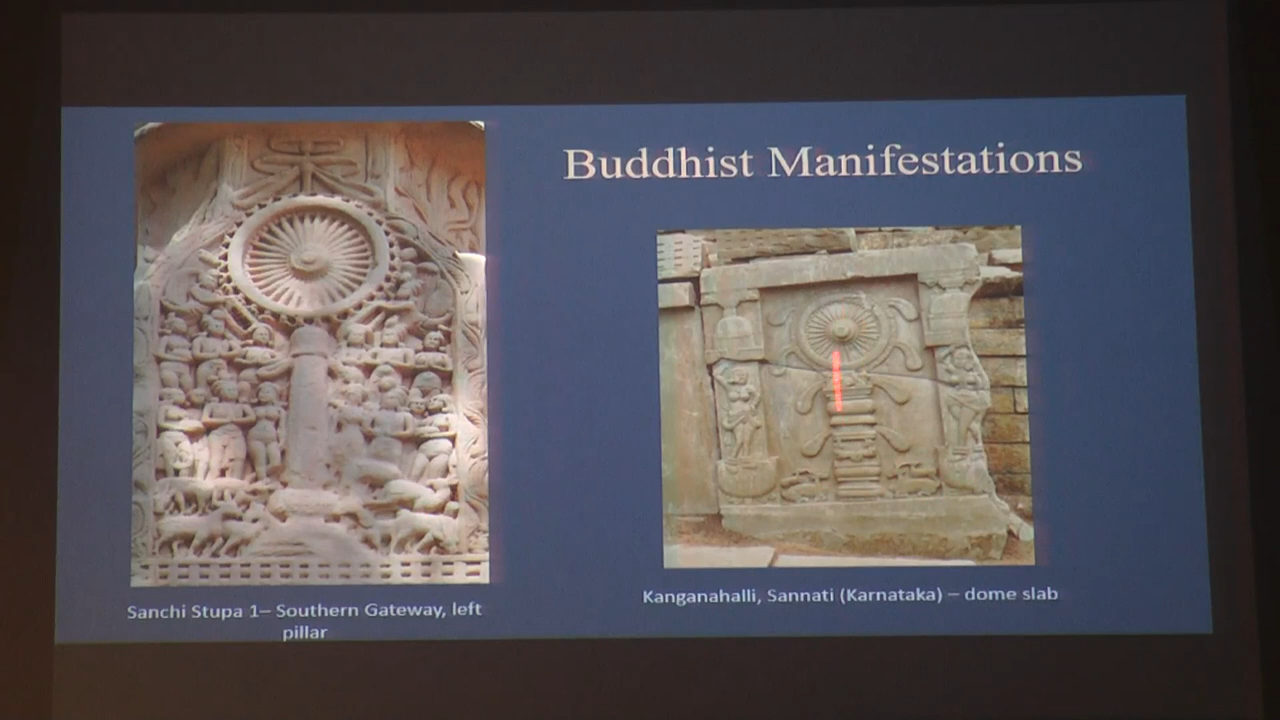 Buddhist Manifestations
Sanchi Stupa 1– Southern Gateway, left
pillar
Kanganahalli, Sannati (Karnataka) – dome slab